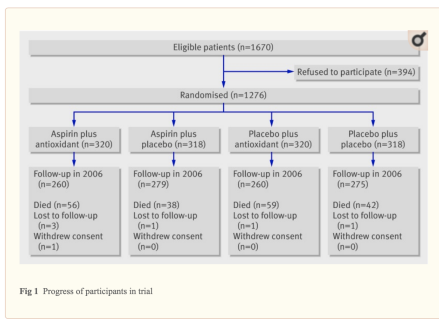 Eligible patients (n=1670)
Refused to participate (n=394)
Randomised (n=1276)
Aspirin plus
antioxidant (n=320)
Aspirin plus
placebo (n=318)
Placebo plus
antioxidant (n=320)
Placebo plus
placebo (n=318)
Follow-up in 2006
(n=260)
Died (n=56)
Lost to follow-up
(n=3)
Withdrew consent
(n=1)
Follow-up in 2006
(n=279)
Died (n=38)
Lost to follow-up
(n=1)
Withdrew consent
(n=0)
Follow-up in 2006
(n=260)
Died (n=59)
Lost to follow-up
(n=1)
Withdrew consent
(n=0)
Follow-up in 2006
(n=275)
Died (n=42)
Lost to follow-up
(n=1)
Withdrew consent
(n=0)
Fig 1 Progress of participants in trial